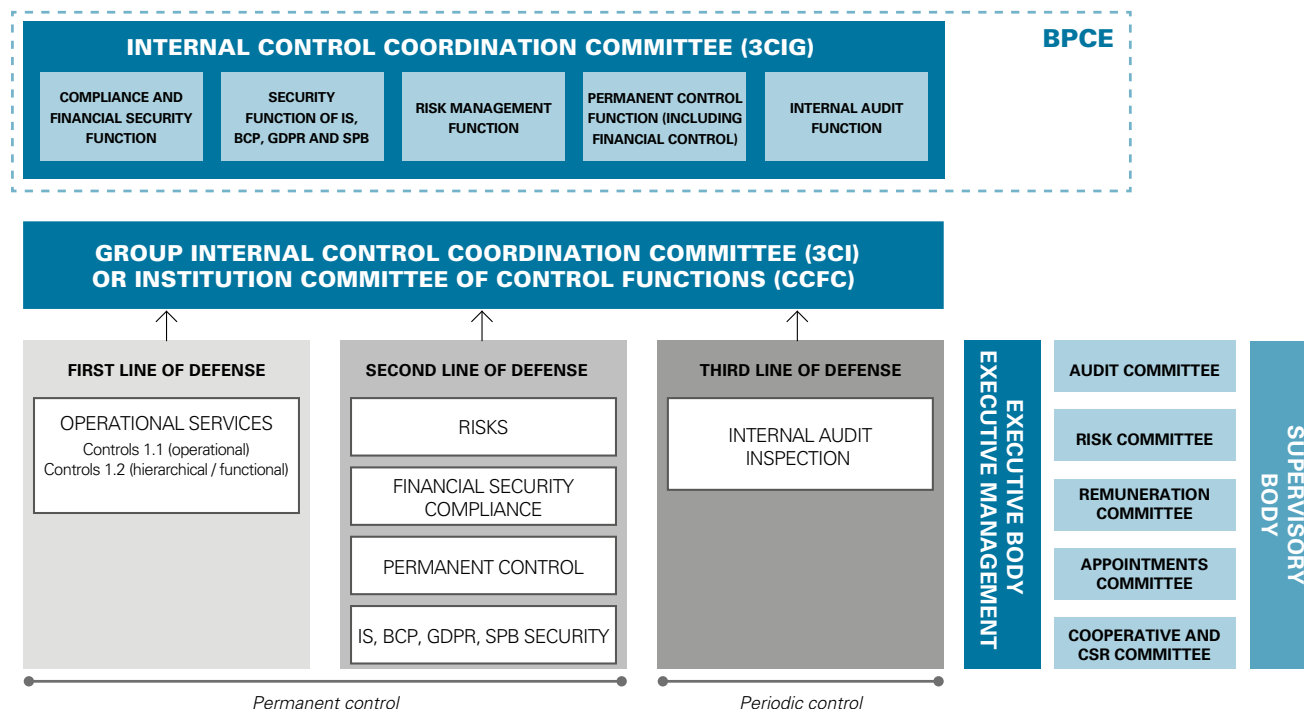 INTERNAL CONTROL COORDINATION COMMITTEE (3CIG)
BPCE
COMPLIANCE AND
FINANCIAL SECURITY
FUNCTION
SECURITY
FUNCTION OF IS,
BCP, GDPR AND SPB
RISK MANAGEMENT
FUNCTION
PERMANENT CONTROL
FUNCTION (INCLUDING
FINANCIAL CONTROL)
INTERNAL AUDIT
FUNCTION
GROUP INTERNAL CONTROL COORDINATION COMMITTEE (3CI)
OR INSTITUTION COMMITTEE OF CONTROL FUNCTIONS (CCFC)
FIRST LINE OF DEFENSE
OPERATIONAL SERVICES
Controls 1.1 (operational)
Controls 1.2 (hierarchical / functional)
SECOND LINE OF DEFENSE
RISKS
FINANCIAL SECURITY
COMPLIANCE
PERMANENT CONTROL
IS, BCP, GDPR, SPB SECURITY
THIRD LINE OF DEFENSE
INTERNAL AUDIT
INSPECTION
EXECUTIVE BODY
EXECUTIVE MANAGEMENT
AUDIT COMMITTEE
RISK COMMITTEE
REMUNERATION
COMMITTEE
APPOINTMENTS
COMMITTEE
COOPERATIVE AND
CSR COMMITTEE
SUPERVISORY
BODY
Permanent control
Periodic control